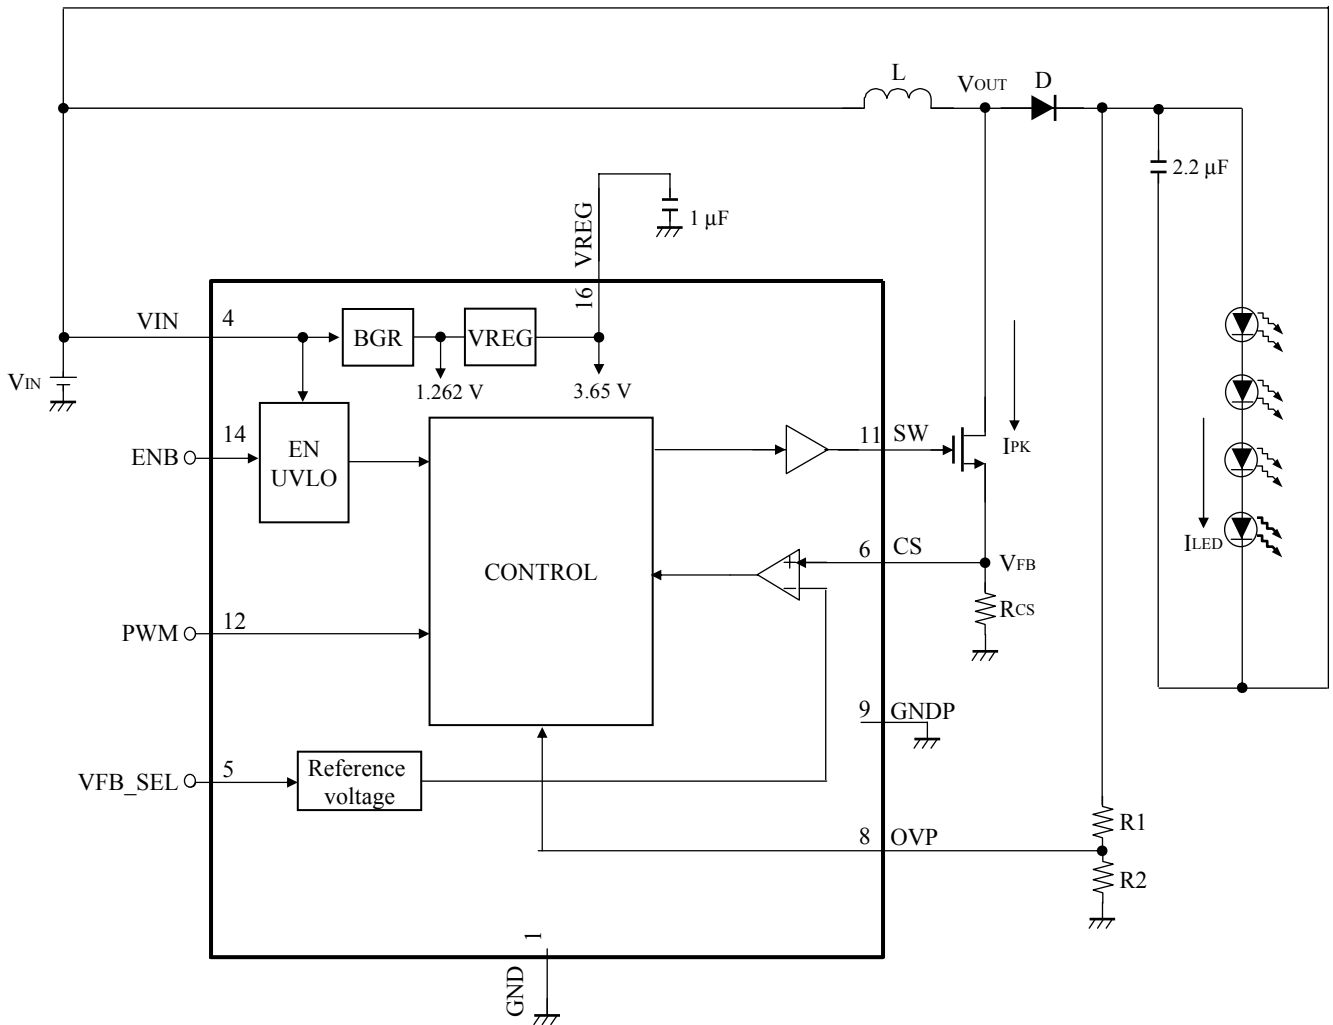 L
VOUT
D
2.2 µF
1 µF
VREG
16
VIN
4
BGR
VREG
1.262 V
3.65 V
VIN
14
ENB
EN
UVLO
11
SW
IPK
ILED
CONTROL
6
CS
VFB
RCS
PWM
12
9
GNDP
VFB_SEL
5
Reference
voltage
8
OVP
R1
R2
1
GND